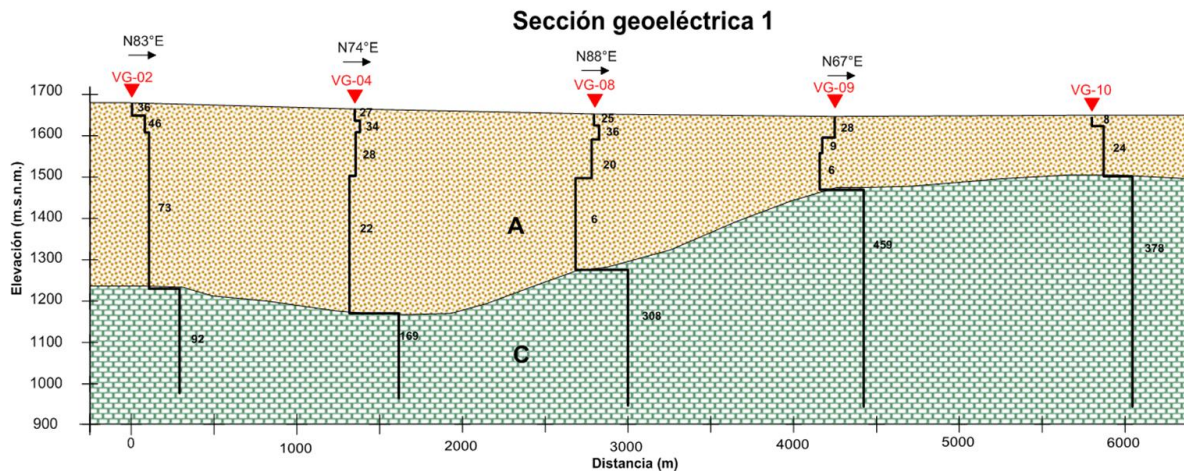 Sección geoeléctrica 1
N83°E N74°E N88°E N67°E
VG-02 VG-04 VG-08 VG-09 VG-10
1700
36 27 25 28 8
46 34 36
1600
9 24
28 20 6
1500
73 22 6
1400
A
459 378
1300
308
1200
92 169
1100
C
1000
900
0 1000 2000 3000 4000 5000 6000
Elevación (m.s.n.m.)
Distancia (m)